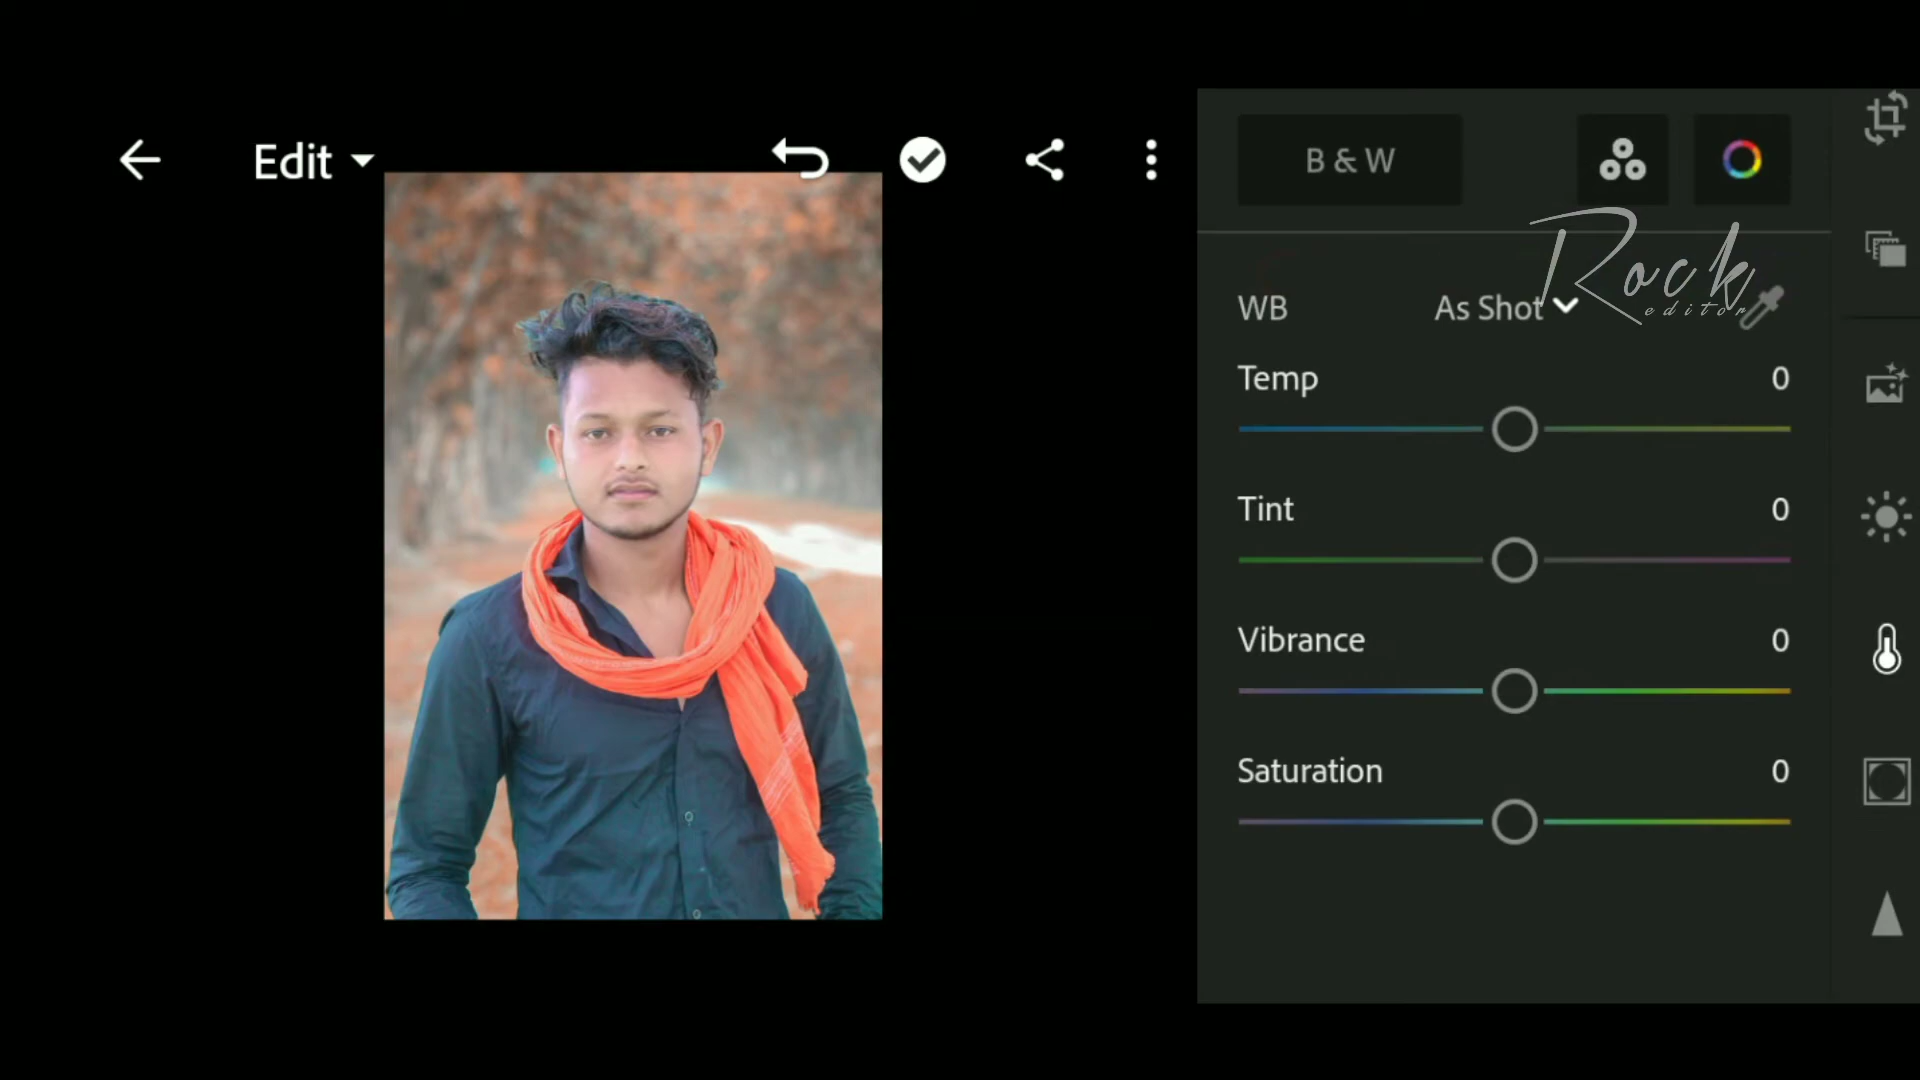 Edit
B & W
Rock
editor
WB As Shot
Temp 0
Tint 0
Vibrance 0
Saturation 0